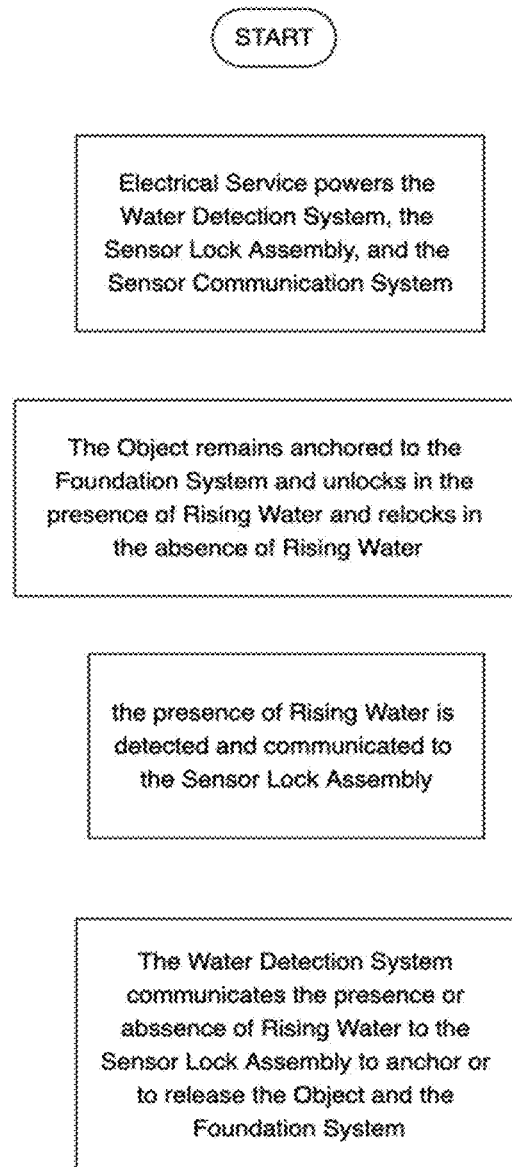 START
Electrical Service powers the
Water Detection System, the
Sensor Lock Assembly, and the
Sensor Communication System
The Object remains anchored to the
Foundation System and unlocks in the
presence of Rising Water and relocks in
the absence of Rising Water
the presence of Rising Water is
detected and communicated to
the Sensor Lock Assembly
The Water Detection System
communicates the presence or
abssence of Rising Water to the
Sensor Lock Assembly to anchor or
to release the Object and the
Foundation System